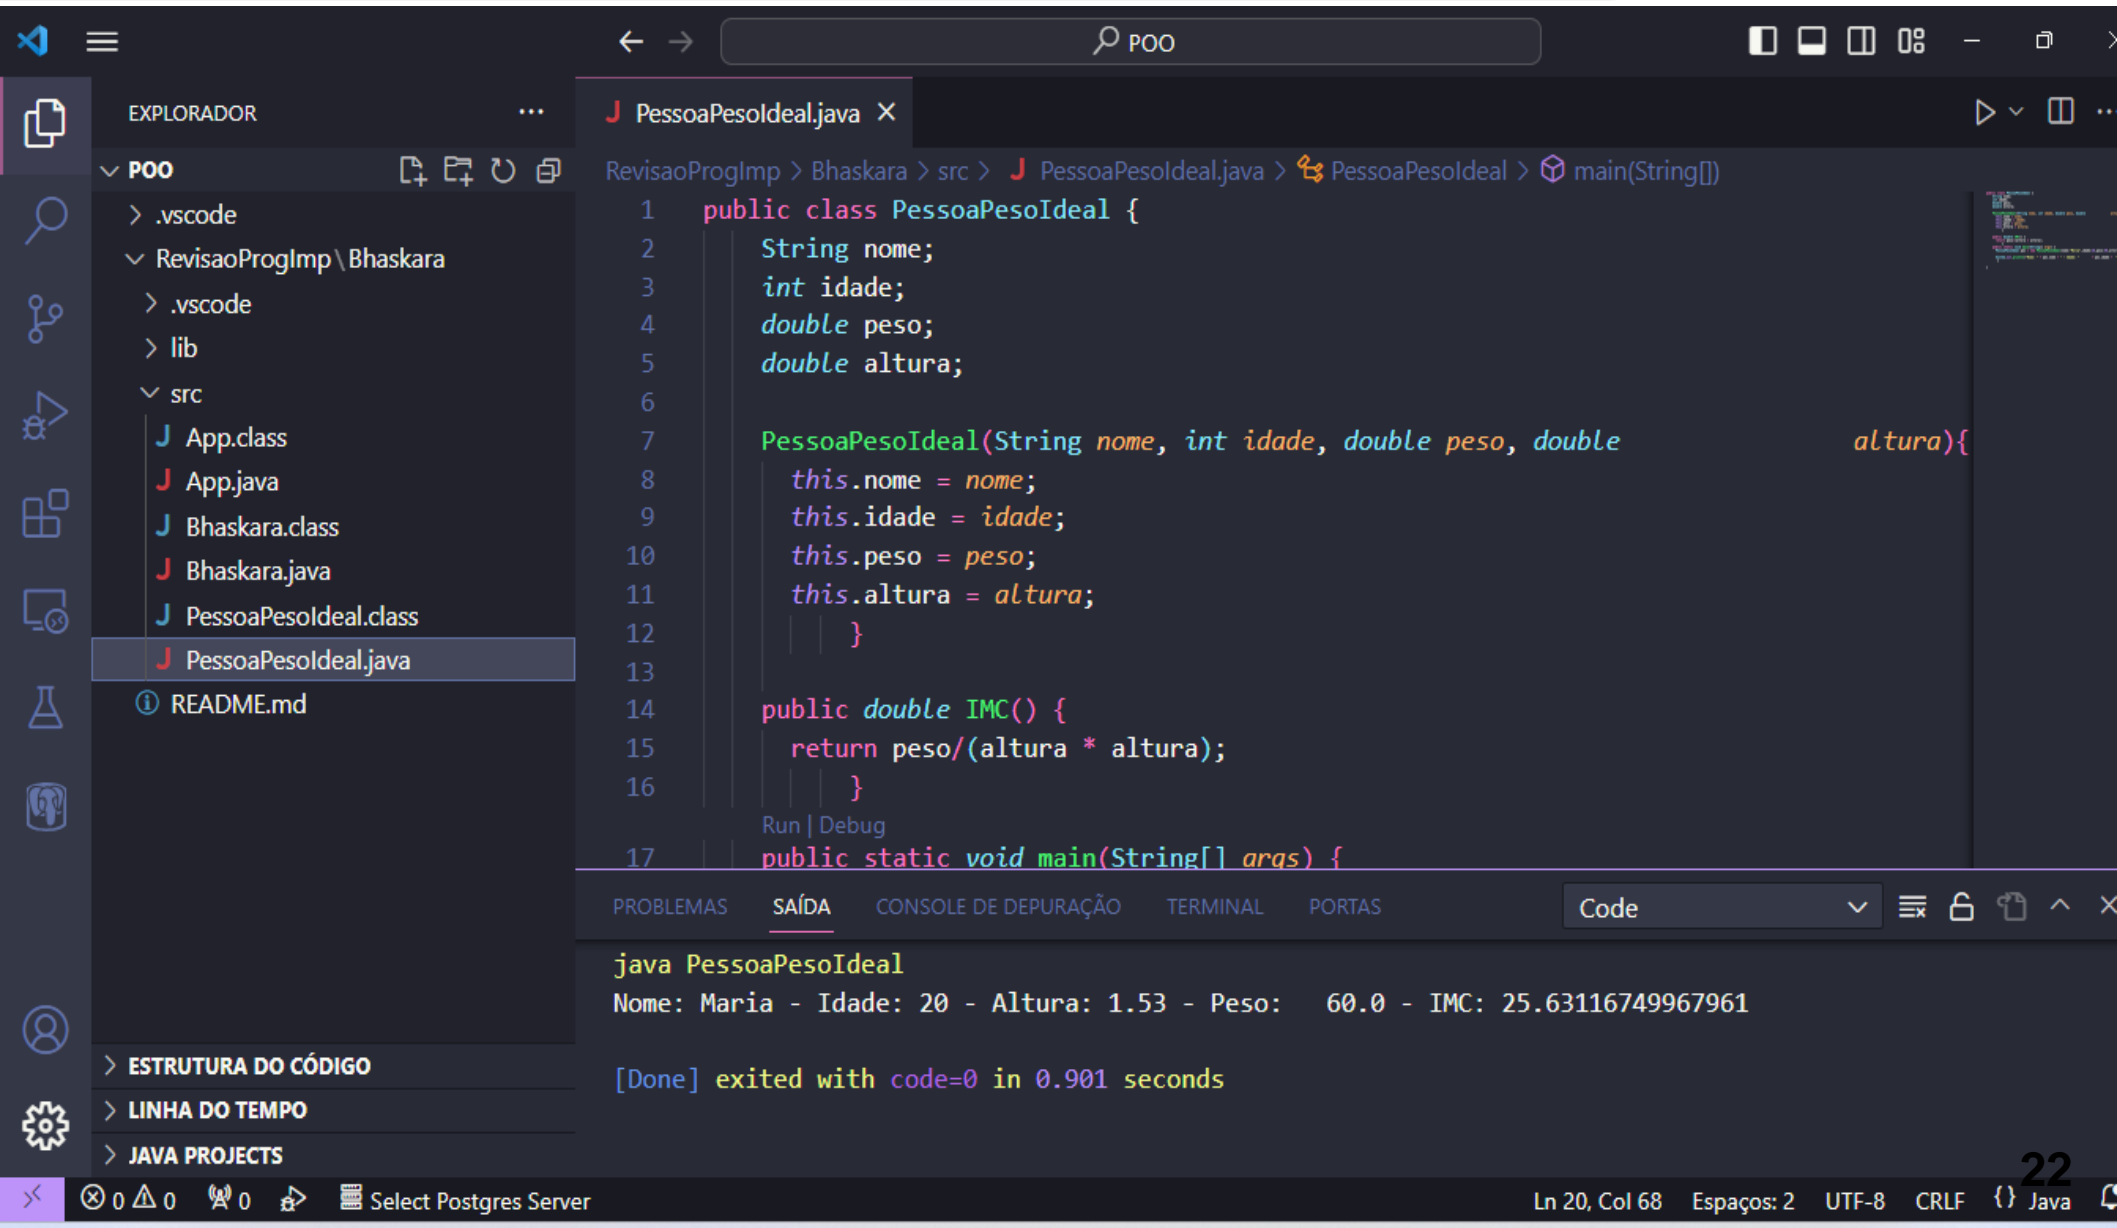 POO
EXPLORADOR
PessoaPesoIdeal.java
POO
RevisaoProgImp > Bhaskara > src > J PessoaPesoIdeal.java > PessoaPesoIdeal > main(String[])
.vscode
RevisaoProgImp\Bhaskara
.vscode
lib
src
J App.class
J App.java
J Bhaskara.class
J Bhaskara.java
J PessoaPesoIdeal.class
J PessoaPesoIdeal.java
README.md
1 public class PessoaPesoIdeal {
2 String nome;
3 int idade;
4 double peso;
5 double altura;
6
7 PessoaPesoIdeal(String nome, int idade, double peso, double altura){
8 this.nome = nome;
9 this.idade = idade;
10 this.peso = peso;
11 this.altura = altura;
12 }
13
14 public double IMC() {
15 return peso/(altura * altura);
16 }
Run | Debug
17 public static void main(String[] args) {
PROBLEMAS SAÍDA CONSOLE DE DEPURAÇÃO TERMINAL PORTAS Code
java PessoaPesoIdeal
Nome: Maria - Idade: 20 - Altura: 1.53 - Peso: 60.0 - IMC: 25.63116749967961
[Done] exited with code=0 in 0.901 seconds
ESTRUTURA DO CÓDIGO
LINHA DO TEMPO
JAVA PROJECTS
22
0 0 0 Select Postgres Server Ln 20, Col 68 Espaços: 2 UTF-8 CRLF {} Java